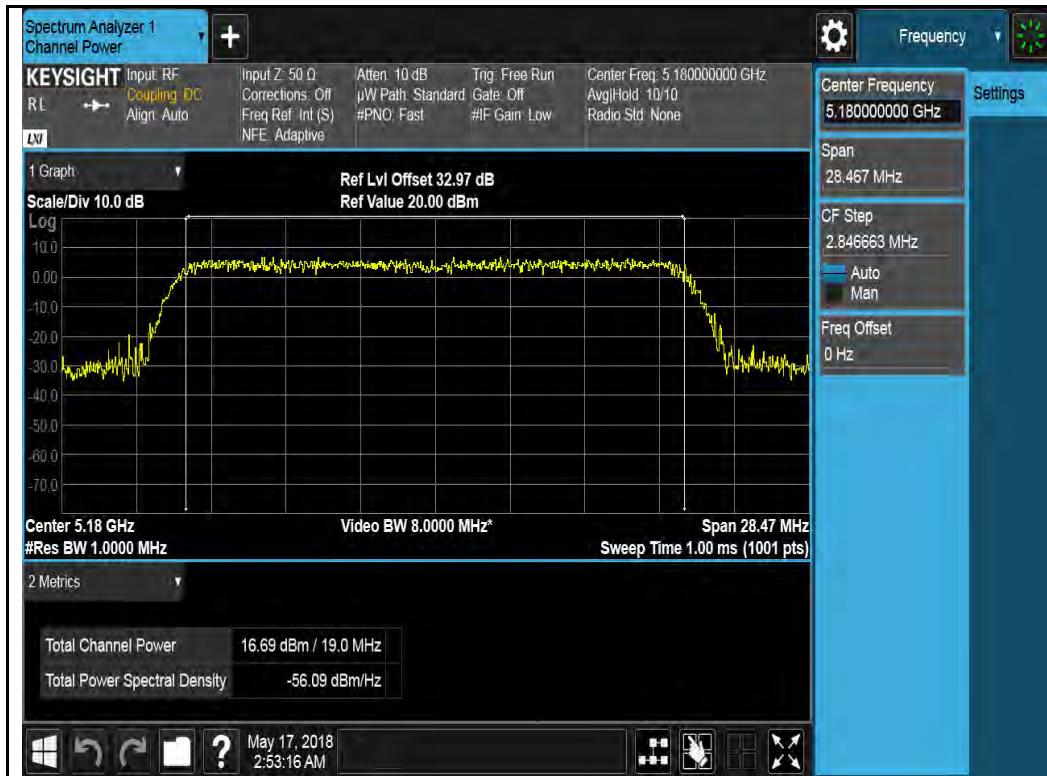 Spectrum Analyzer 1
Channel Power
+
Frequency
KEYSIGHT
RL
LXI
Input: RF
Coupling: DC
Align: Auto
Input Z: 50 Ω
Corrections: Off
Freq Ref: Int (S)
NFE: Adaptive
Atten: 10 dB
µW Path: Standard
#PNO: Fast
Trig: Free Run
Gate: Off
#IF Gain: Low
Center Freq: 5.180000000 GHz
Avg|Hold: 10/10
Radio Std: None
Center Frequency
5.180000000 GHz
Settings
Span
28.467 MHz
CF Step
2.846663 MHz
Auto
Man
Freq Offset
0 Hz
1 Graph
Scale/Div 10.0 dB
Ref Lvl Offset 32.97 dB
Ref Value 20.00 dBm
Log
10.0
0.00
-10.0
-20.0
-30.0
-40.0
-50.0
-60.0
-70.0
Center 5.18 GHz
Video BW 8.0000 MHz*
Span 28.47 MHz
#Res BW 1.0000 MHz
Sweep Time 1.00 ms (1001 pts)
2 Metrics
Total Channel Power
16.69 dBm / 19.0 MHz
Total Power Spectral Density
-56.09 dBm/Hz
?
May 17, 2018
2:53:16 AM